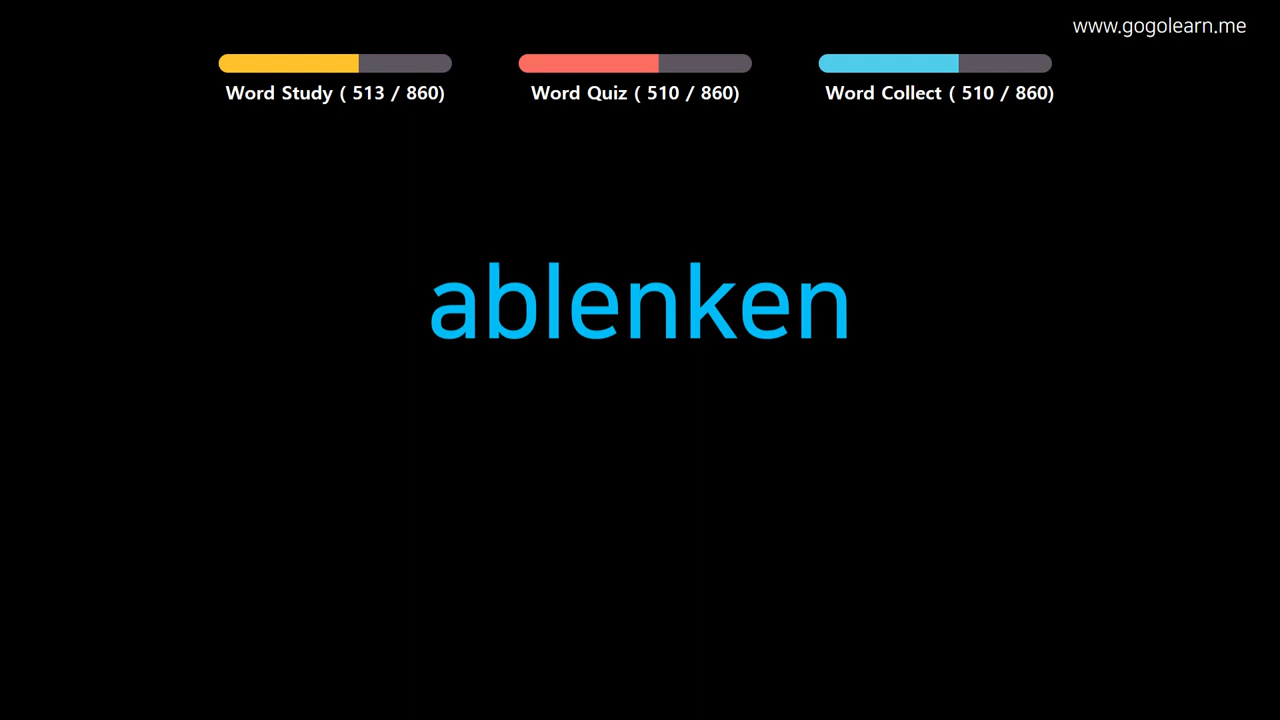 www.gogolearn.me
Word Study ( 513 / 860)
Word Quiz ( 510 / 860)
Word Collect ( 510 / 860)
ablenken